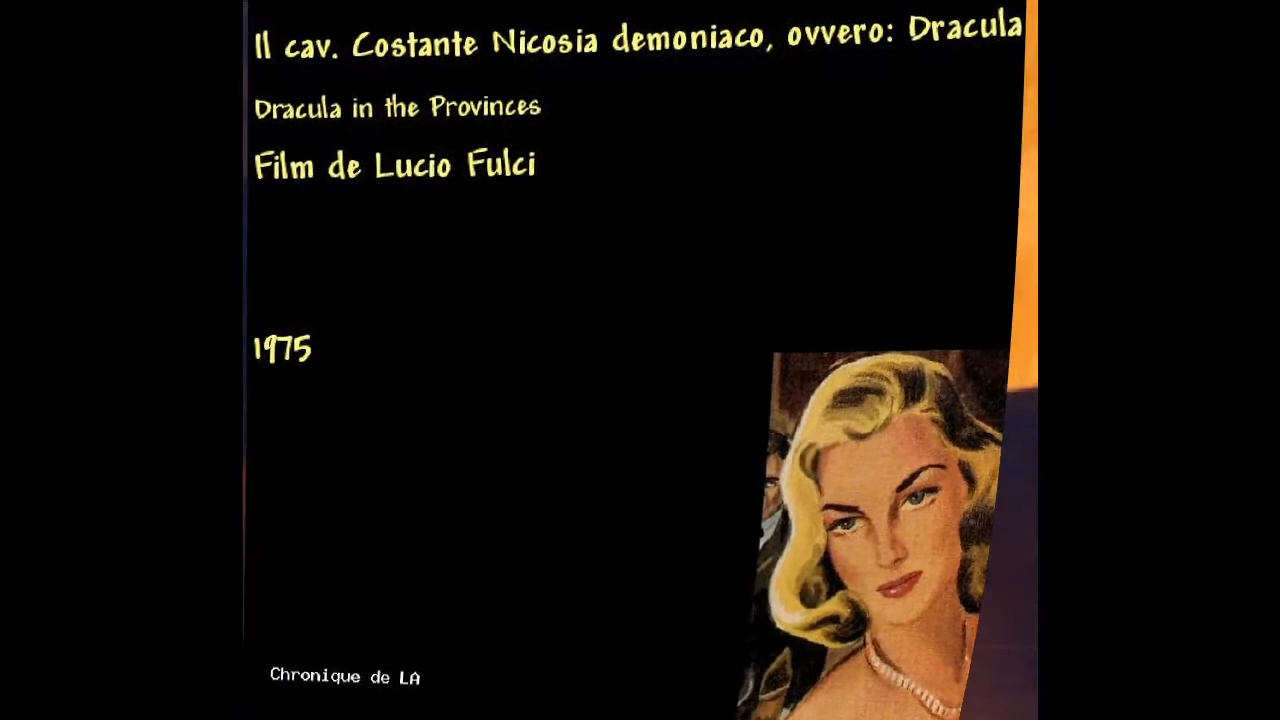 Il cav. Costante Nicosia demoniaco, ovvero: Dracula
Dracula in the Provinces
Film de Lucio Fulci
1975
Chronique de LA